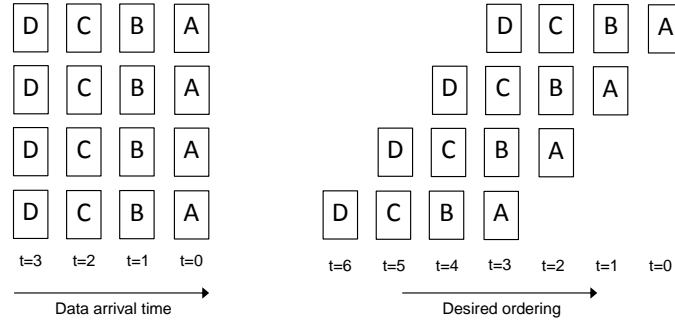 D C B A D C B A
D C B A D C B A
D C B A D C B A
D C B A D C B A
t=3 t=2 t=1 t=0 t=6 t=5 t=4 t=3 t=2 t=1 t=0
Data arrival time Desired ordering